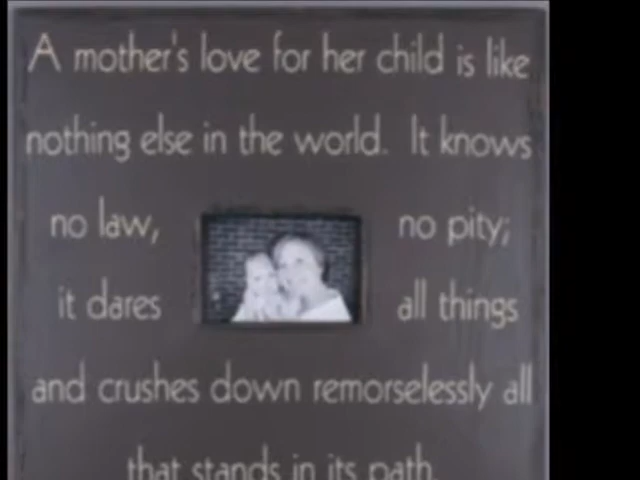 A mother's love for her child is like
nothing else in the world. It knows
no law, no pity;
it dares all things
and crushes down remorselessly all
that stands in its path.